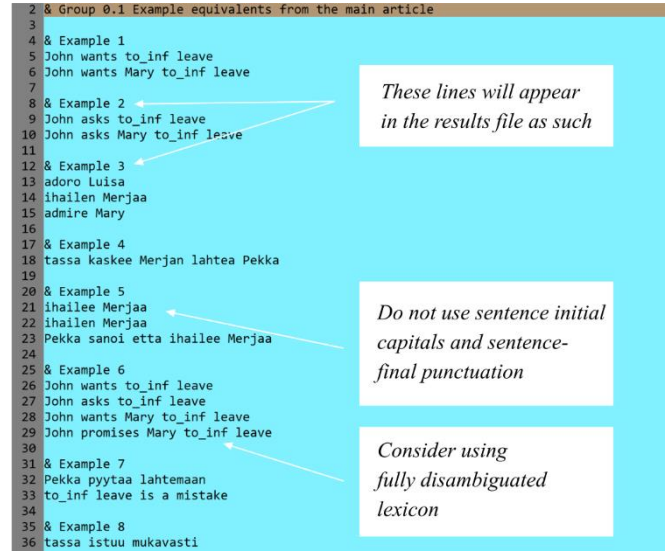 2 & Group 0.1 Example equivalents from the main article
3
4 & Example 1
5 John wants to_inf leave
6 John wants Mary to_inf leave
7
8 & Example 2
9 John asks to_inf leave
10 John asks Mary to_inf leave
11
12 & Example 3
13 adoro Luisa
14 ihailen Merjaa
15 admire Mary
16
17 & Example 4
18 tassa kaskee Merjan lahtea Pekka
19
20 & Example 5
21 ihailee Merjaa
22 ihailen Merjaa
23 Pekka sanoi etta ihailee Merjaa
24
25 & Example 6
26 John wants to_inf leave
27 John asks to_inf leave
28 John wants Mary to_inf leave
29 John promises Mary to_inf leave
30
31 & Example 7
32 Pekka pyytaa lahtemaan
33 to_inf leave is a mistake
34
35 & Example 8
36 tassa istuu mukavasti
These lines will appear
in the results file as such
Do not use sentence initial
capitals and sentence-
final punctuation
Consider using
fully disambiguated
lexicon